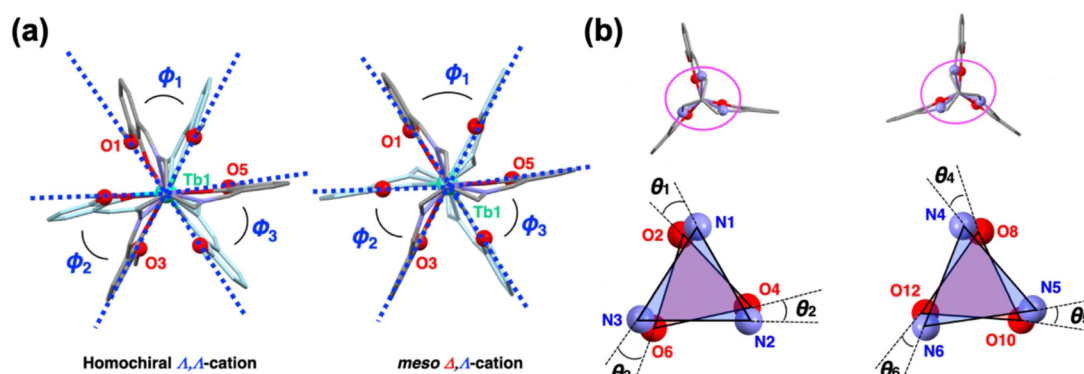 (a)
ϕ1
O1
Tb1
O5
ϕ2
O3
ϕ3
Homochiral Λ,Λ-cation
ϕ1
O1
O5
Tb1
ϕ2
O3
ϕ3
meso Δ,Λ-cation
(b)
θ1
N1
O2
O4
N3
θ2
O6
N2
θ4
N4
O8
O12
N5
N6
O10
θ6